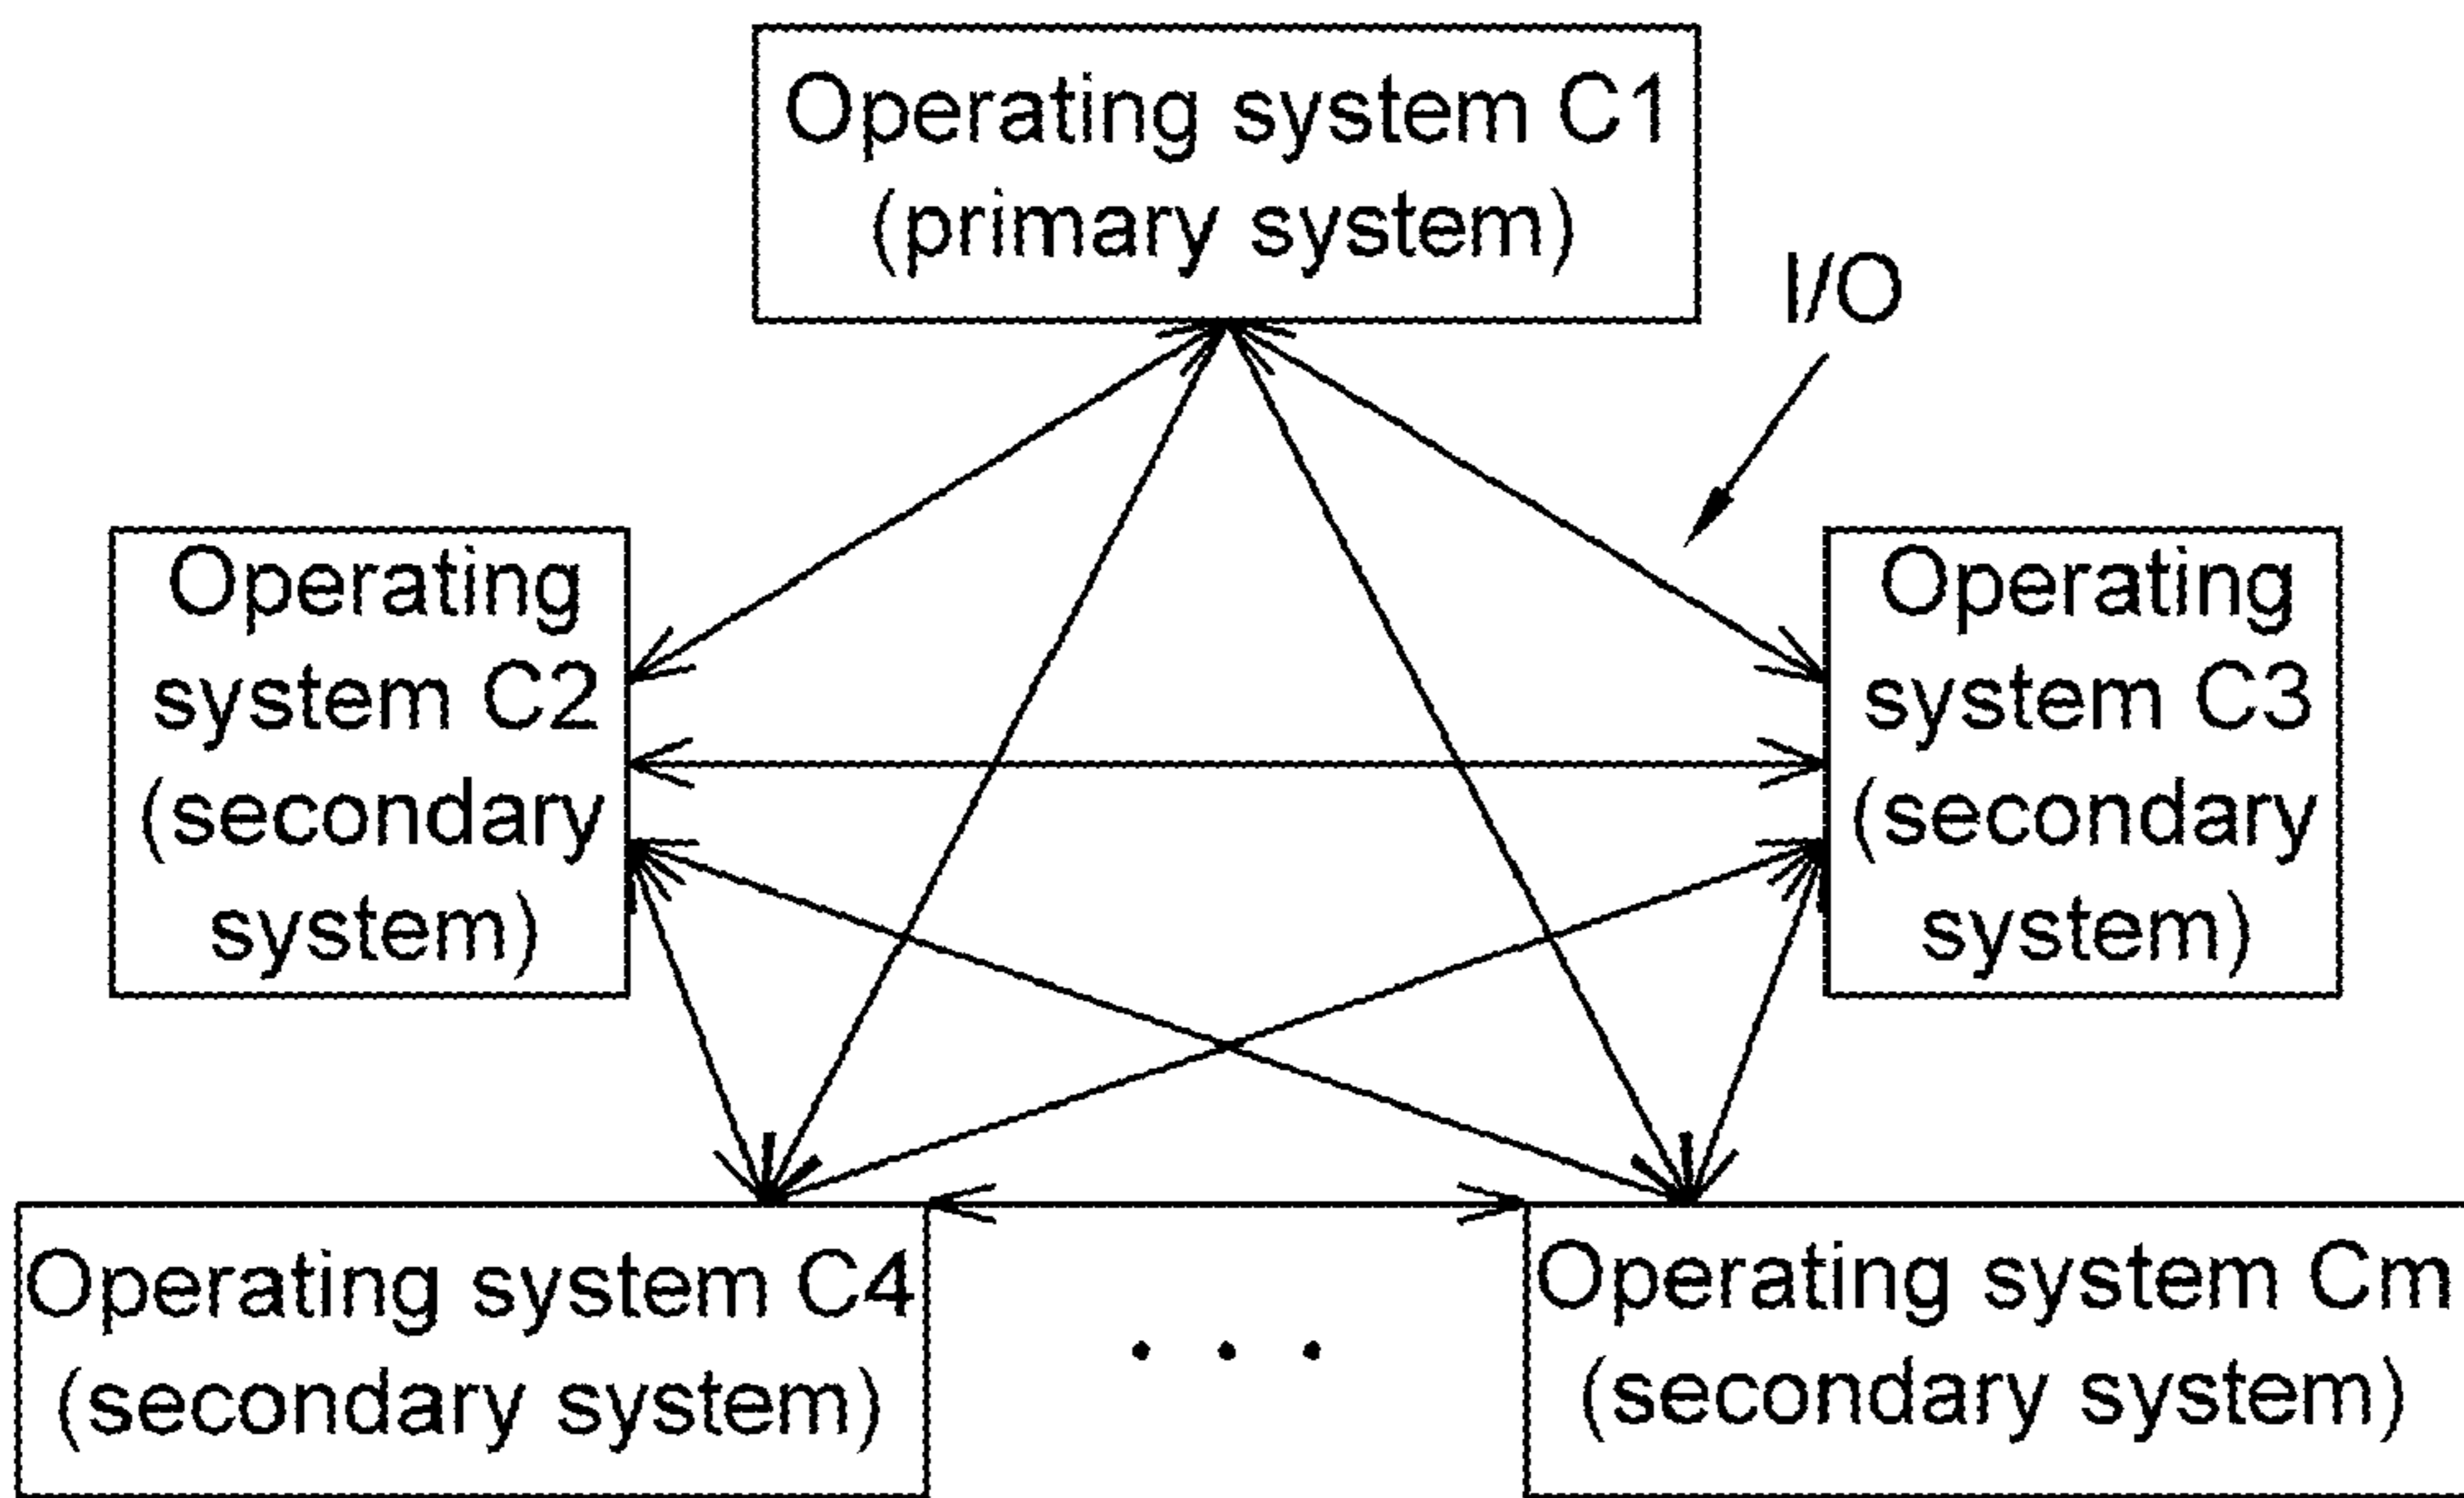 Operating system C1
(primary system)
I/O
Operating
system C2
(secondary
system)
Operating
system C3
(secondary
system)
Operating system C4
(secondary system)
. . .
Operating system Cm
(secondary system)